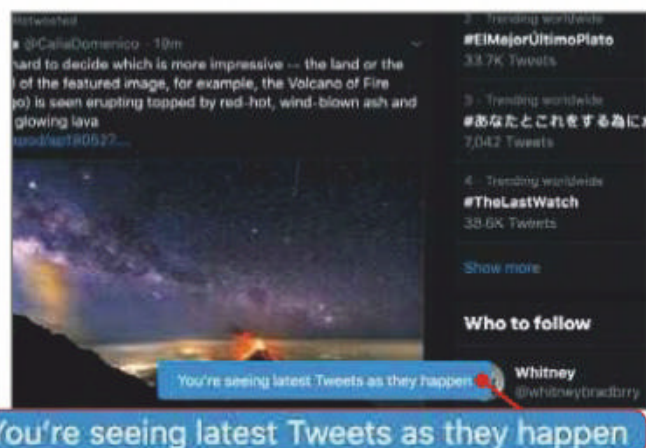 Retweeted
@CaliaDomenico · 19m
hard to decide which is more impressive -- the land or the
of the featured image, for example, the Volcano of Fire
go) is seen erupting topped by red-hot, wind-blown ash and
glowing lava
2 · Trending worldwide
#ElMejorÚltimoPlato
33.7K Tweets
3 · Trending worldwide
#あなたとこれをする為に
7,042 Tweets
4 · Trending worldwide
#TheLastWatch
38.6K Tweets
Show more
Who to follow
Whitney
@whitneybradbrry
You're seeing latest Tweets as they happen
You're seeing latest Tweets as they happen